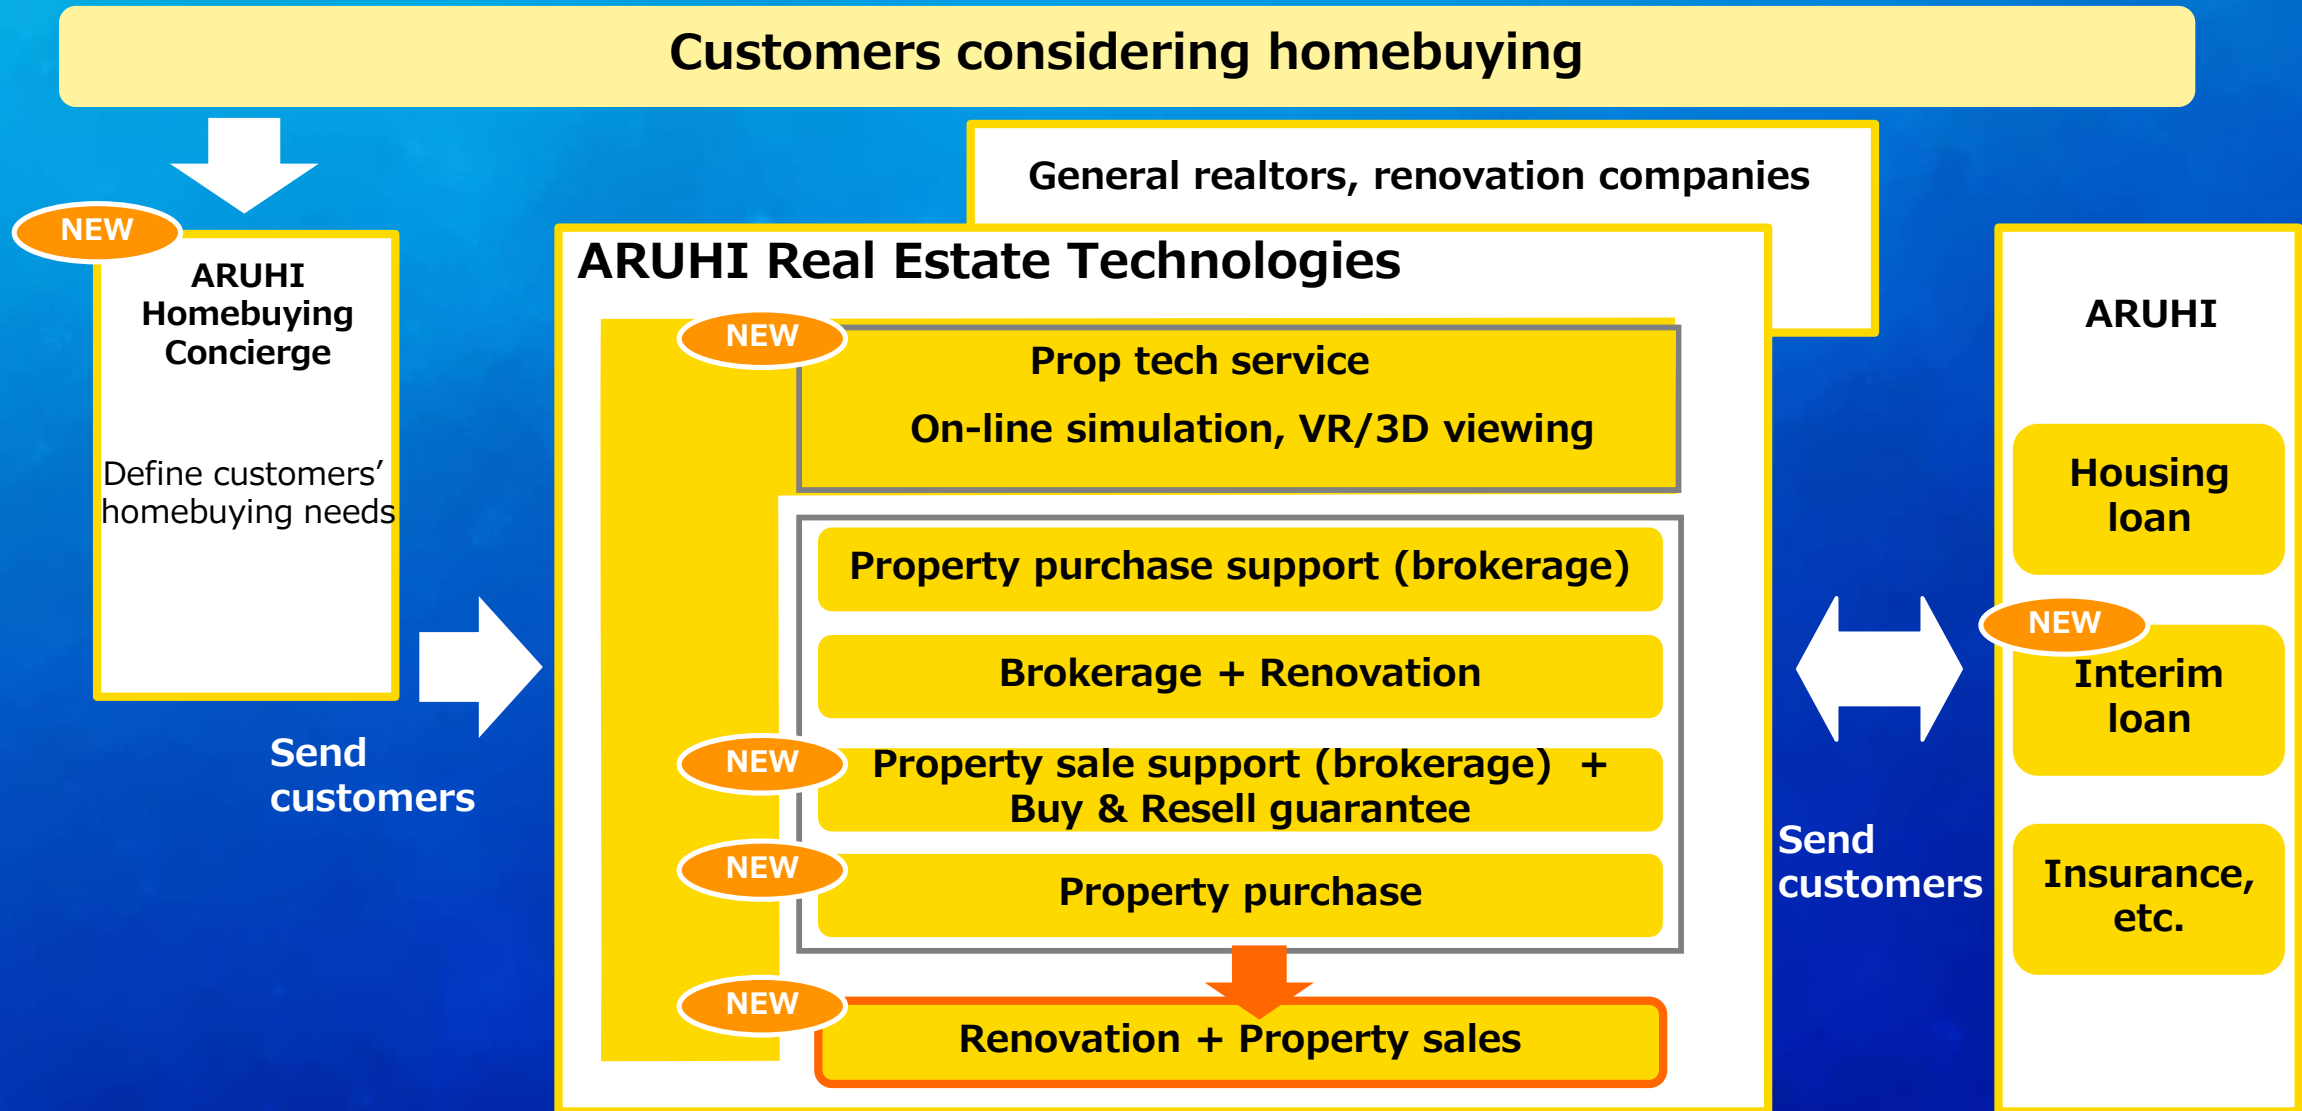 Customers considering homebuying
NEW
ARUHI
Homebuying
Concierge
Define customers’
homebuying needs
Send
customers
General realtors, renovation companies
ARUHI Real Estate Technologies
NEW
Prop tech service
On-line simulation, VR/3D viewing
Property purchase support (brokerage)
Brokerage + Renovation
NEW
Property sale support (brokerage) +
Buy & Resell guarantee
NEW
Property purchase
NEW
Renovation + Property sales
Send
customers
ARUHI
Housing
loan
NEW
Interim
loan
Insurance,
etc.